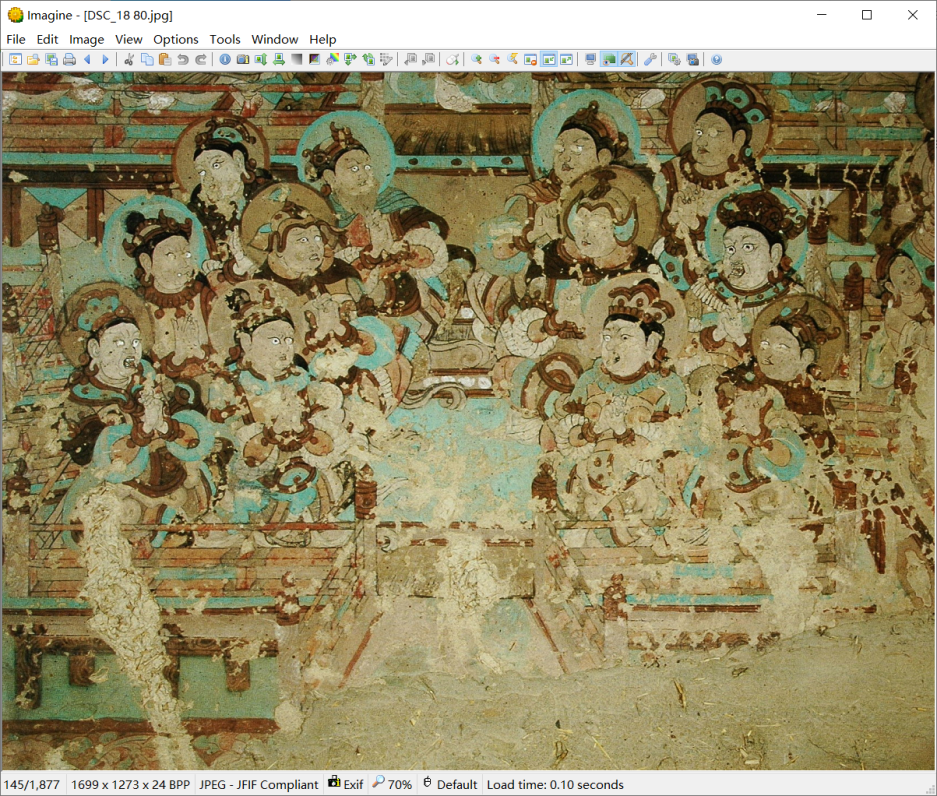 Imagine - [DSC_18 80.jpg]
File Edit Image View Options Tools Window Help
145/1,877 1699 x 1273 x 24 BPP JPEG - JFIF Compliant Exif 70% Default Load time: 0.10 seconds